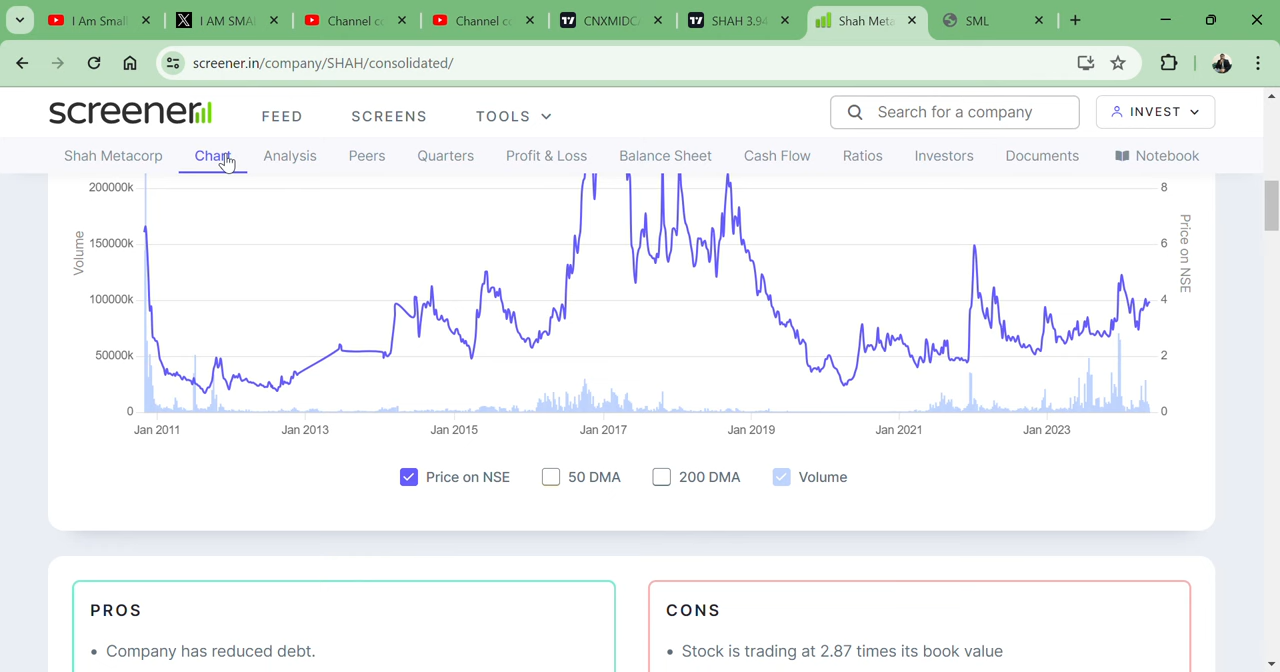 I Am Smal
I AM SMA
Channel co
Channel co
CNXMIDC
SHAH 3.94
Shah Meta
SML
screener.in/company/SHAH/consolidated/
screener
FEED
SCREENS
TOOLS
Search for a company
INVEST
Shah Metacorp
Chart
Analysis
Peers
Quarters
Profit & Loss
Balance Sheet
Cash Flow
Ratios
Investors
Documents
Notebook
200000k
8
150000k
6
100000k
4
50000k
2
0
0
Volume
Price on NSE
Jan 2011
Jan 2013
Jan 2015
Jan 2017
Jan 2019
Jan 2021
Jan 2023
Price on NSE
50 DMA
200 DMA
Volume
PROS
CONS
• Company has reduced debt.
• Stock is trading at 2.87 times its book value